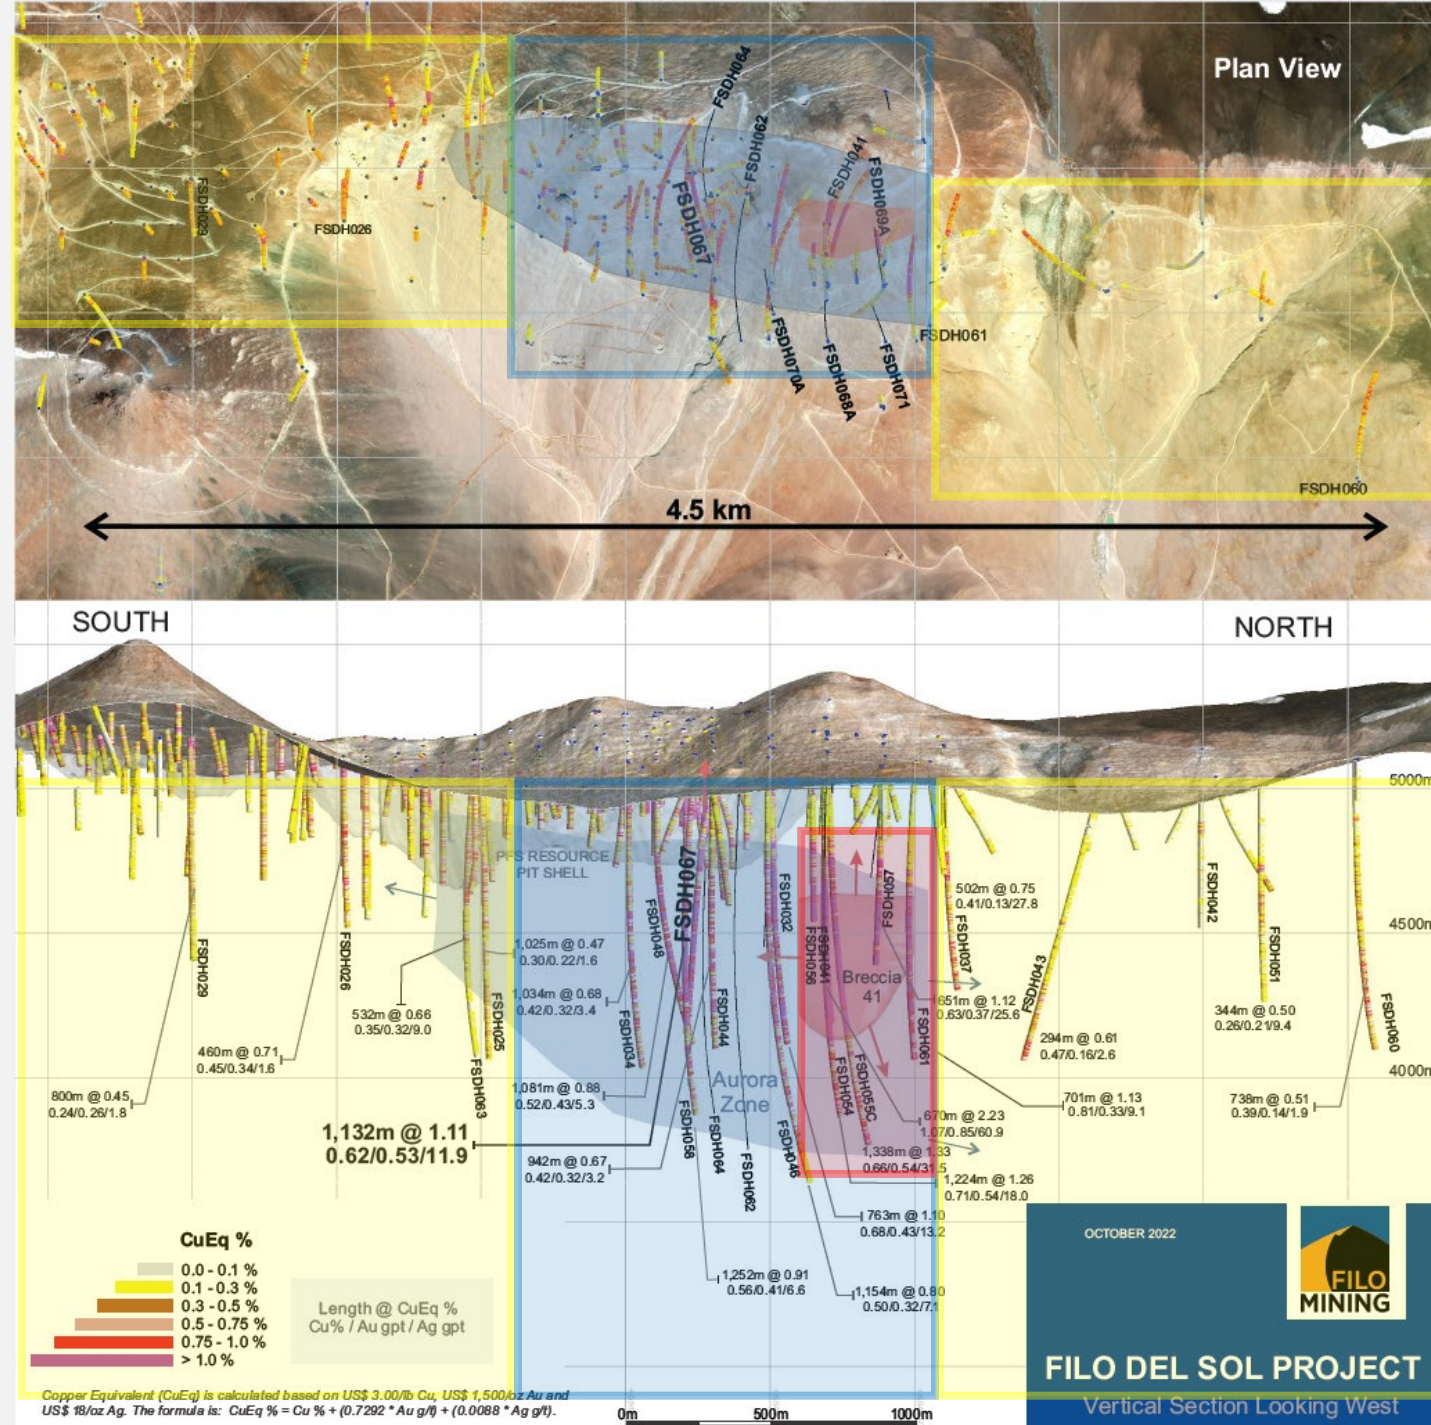 Plan View
FSDH064
FSDH062
FSDH041
FSDH069A
FSDH029
FSDH026
FSDH067
FSDH061
FSDH070A
FSDH068A
FSDH071
FSDH060
4.5 km
SOUTH
NORTH
5000m
PFS RESOURCE
PIT SHELL
FSDH067
FSDH057
502m @ 0.75
0.41/0.13/27.8
FSDH032
FSDH042
FSDH048
4500m
FSDH029
FSDH026
1,025m @ 0.47
0.30/0.22/1.6
FSDH056
FSDH041
FSDH037
FSDH051
Breccia
41
FSDH043
1,034m @ 0.68
0.42/0.32/3.4
651m @ 1.12
0.63/0.37/25.6
532m @ 0.66
0.35/0.32/9.0
FSDH025
FSDH034
FSDH044
FSDH061
344m @ 0.50
0.26/0.21/9.4
FSDH060
460m @ 0.71
0.45/0.34/1.6
294m @ 0.61
0.47/0.16/2.6
FSDH063
4000m
Aurora
Zone
FSDH054
FSDH055C
800m @ 0.45
0.24/0.26/1.8
1,081m @ 0.88
0.52/0.43/5.3
701m @ 1.13
0.81/0.33/9.1
738m @ 0.51
0.39/0.14/1.9
FSDH058
FSDH064
FSDH046
670m @ 2.23
1.07/0.85/60.9
1,132m @ 1.11
0.62/0.53/11.9
942m @ 0.67
0.42/0.32/3.2
FSDH062
1,338m @ 1.33
0.66/0.54/31.5
1,224m @ 1.26
0.71/0.54/18.0
763m @ 1.10
0.68/0.43/13.2
1,252m @ 0.91
0.56/0.41/6.6
1,154m @ 0.80
0.50/0.32/7.1
CuEq %
0.0 - 0.1 %
0.1 - 0.3 %
0.3 - 0.5 %
0.5 - 0.75 %
0.75 - 1.0 %
> 1.0 %
Length @ CuEq %
Cu% / Au gpt / Ag gpt
OCTOBER 2022
FILO
MINING
FILO DEL SOL PROJECT
Vertical Section Looking West
Copper Equivalent (CuEq) is calculated based on US$ 3.00/lb Cu, US$ 1,500/oz Au and
US$ 18/oz Ag. The formula is: CuEq % = Cu % + (0.7292 * Au g/t) + (0.0088 * Ag g/t).
0m
500m
1000m